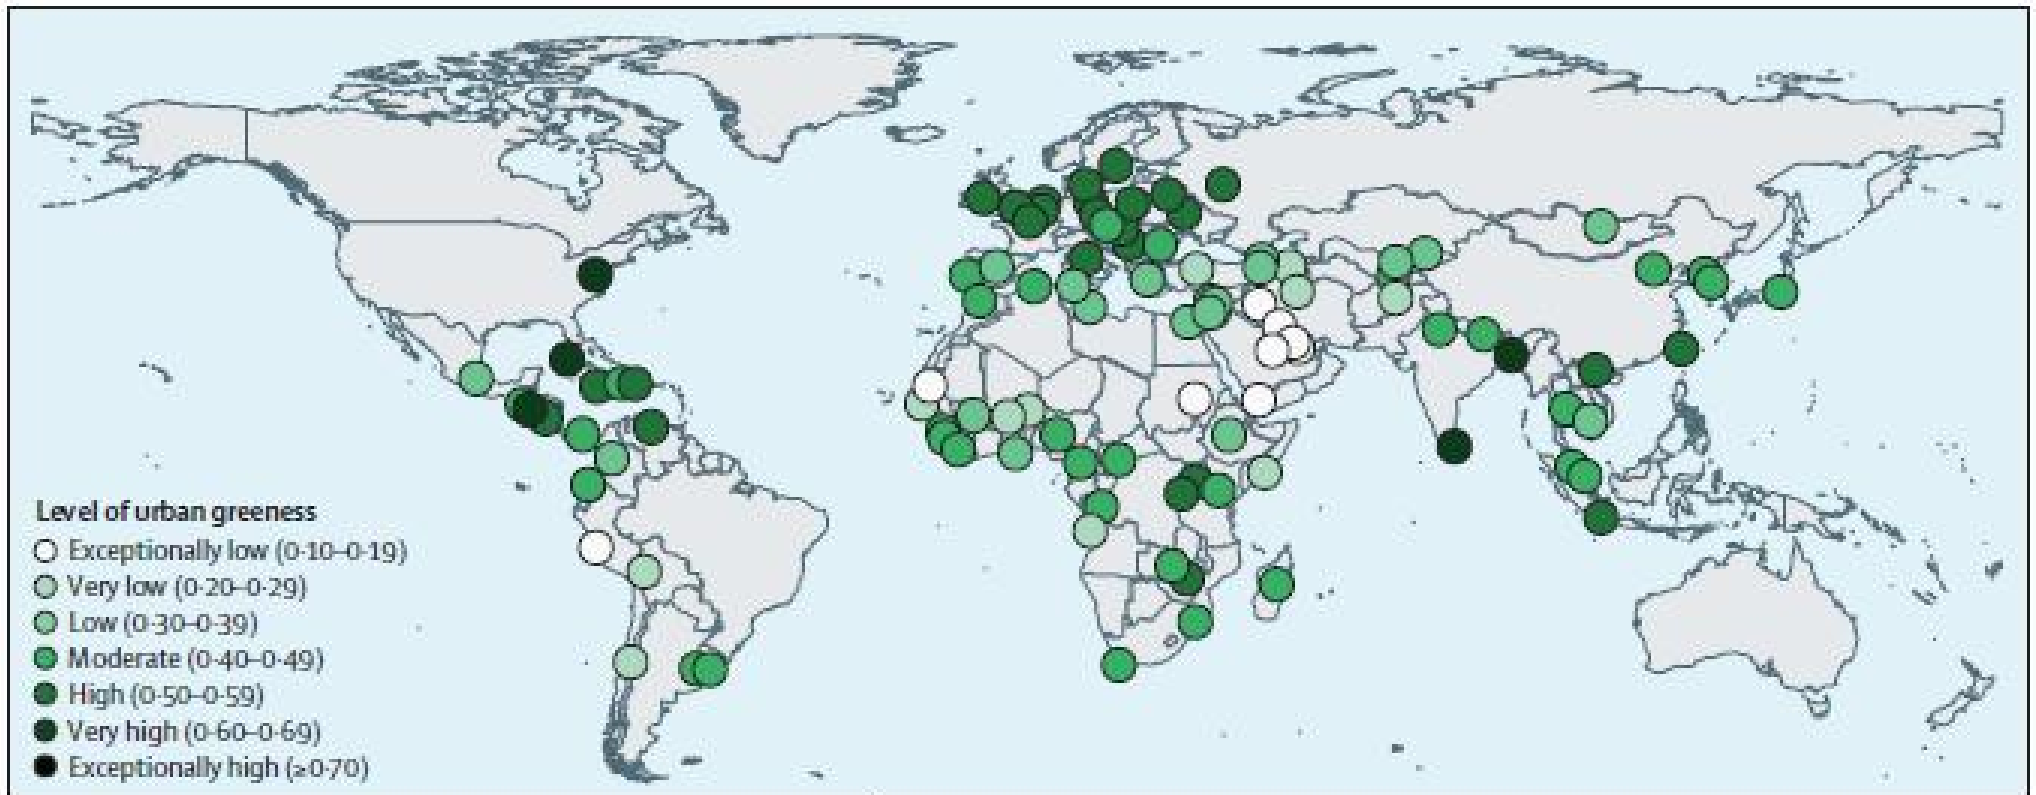 Level of urban greeness
Exceptionally low (0·10–0·19)
Very low (0·20–0·29)
Low (0·30–0·39)
Moderate (0·40–0·49)
High (0·50–0·59)
Very high (0·60–0·69)
Exceptionally high (≥0·70)